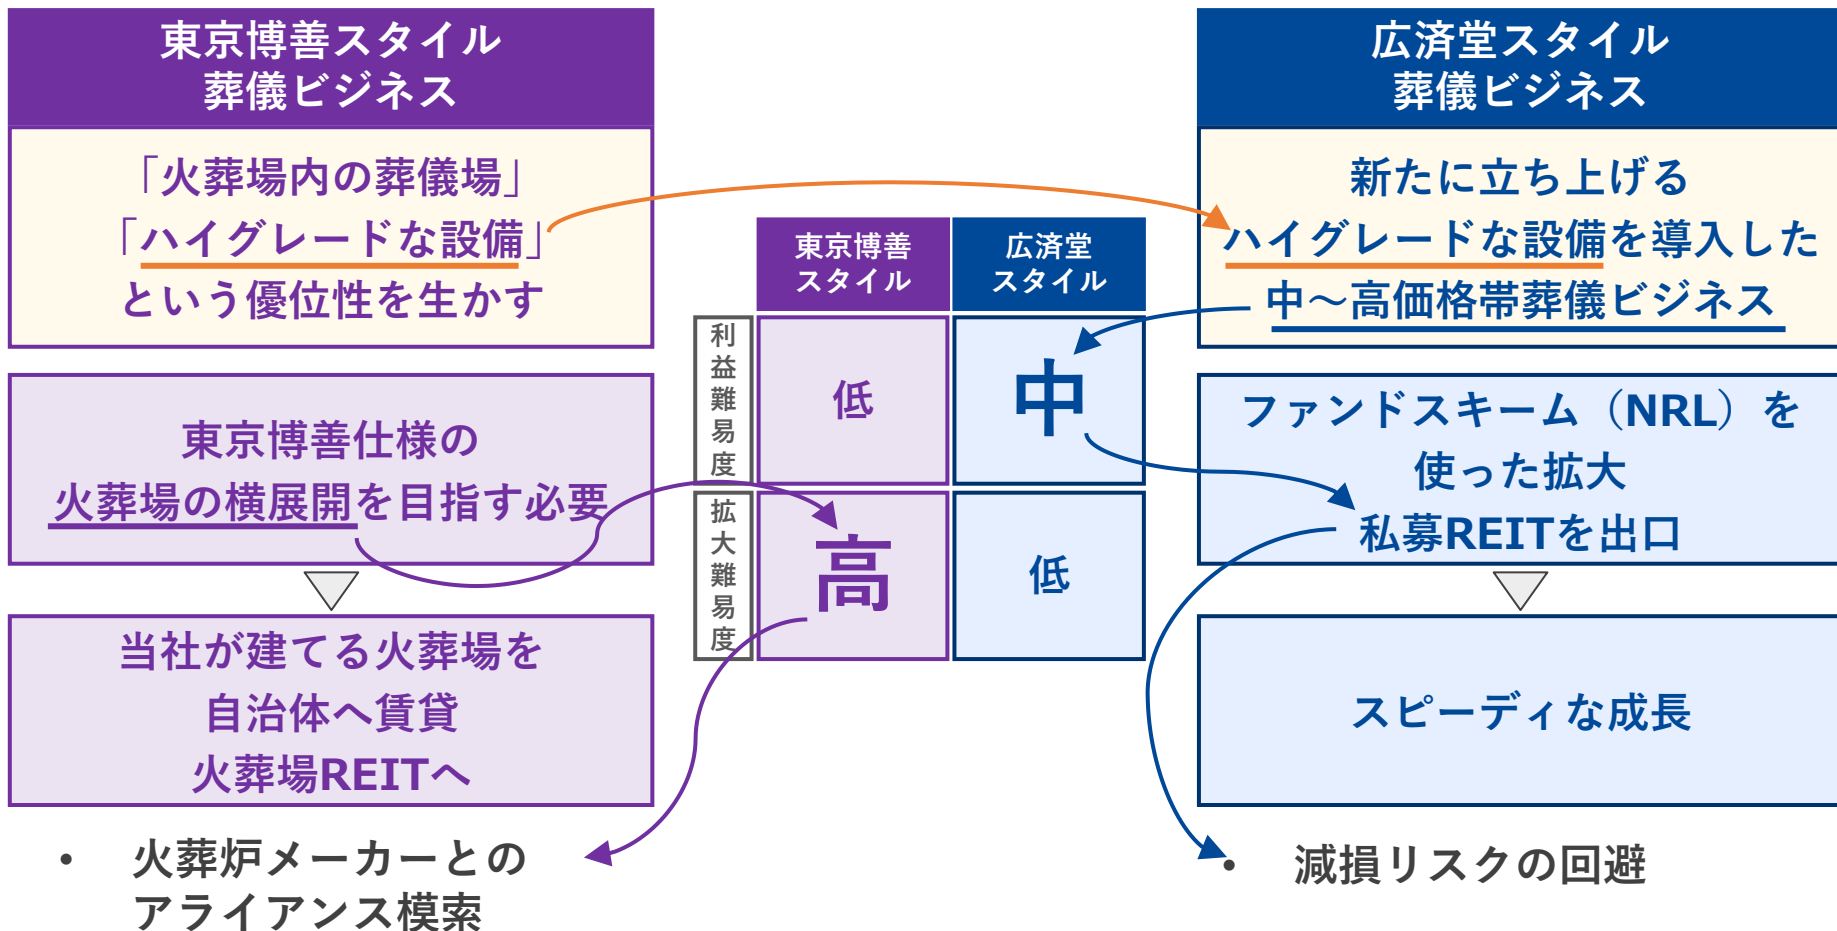 東京博善スタイル
葬儀ビジネス
「火葬場内の葬儀場」
「ハイグレードな設備」
という優位性を生かす
東京博善仕様の
火葬場の横展開を目指す必要
当社が建てる火葬場を
自治体へ賃貸
火葬場REITへ
• 火葬炉メーカーとの
アライアンス模索
東京博善
スタイル
広済堂
スタイル
利益難易度
低
中
拡大難易度
高
低
広済堂スタイル
葬儀ビジネス
新たに立ち上げる
ハイグレードな設備を導入した
中～高価格帯葬儀ビジネス
ファンドスキーム（NRL）を
使った拡大
私募REITを出口
スピーディな成長
• 減損リスクの回避